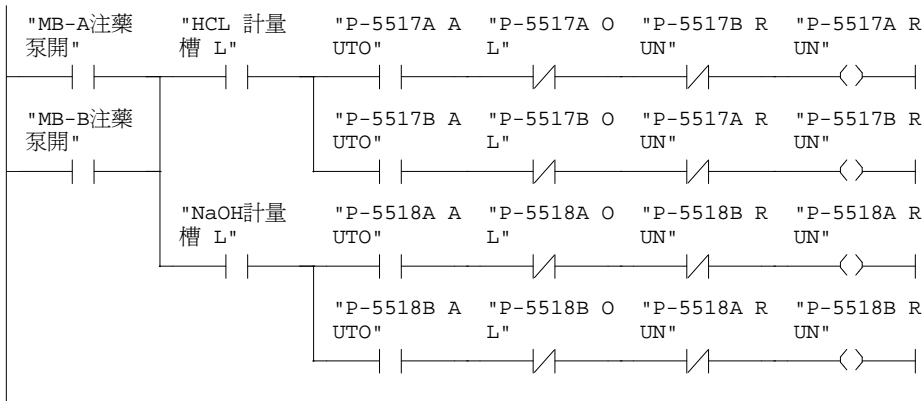 "MB-A注藥
泵開"
"HCL 計量
槽 L"
"P-5517A A
UTO"
"P-5517A O
L"
"P-5517B R
UN"
"P-5517A R
UN"
"MB-B注藥
泵開"
"P-5517B A
UTO"
"P-5517B O
L"
"P-5517A R
UN"
"P-5517B R
UN"
"NaOH計量
槽 L"
"P-5518A A
UTO"
"P-5518A O
L"
"P-5518B R
UN"
"P-5518A R
UN"
"P-5518B A
UTO"
"P-5518B O
L"
"P-5518A R
UN"
"P-5518B R
UN"